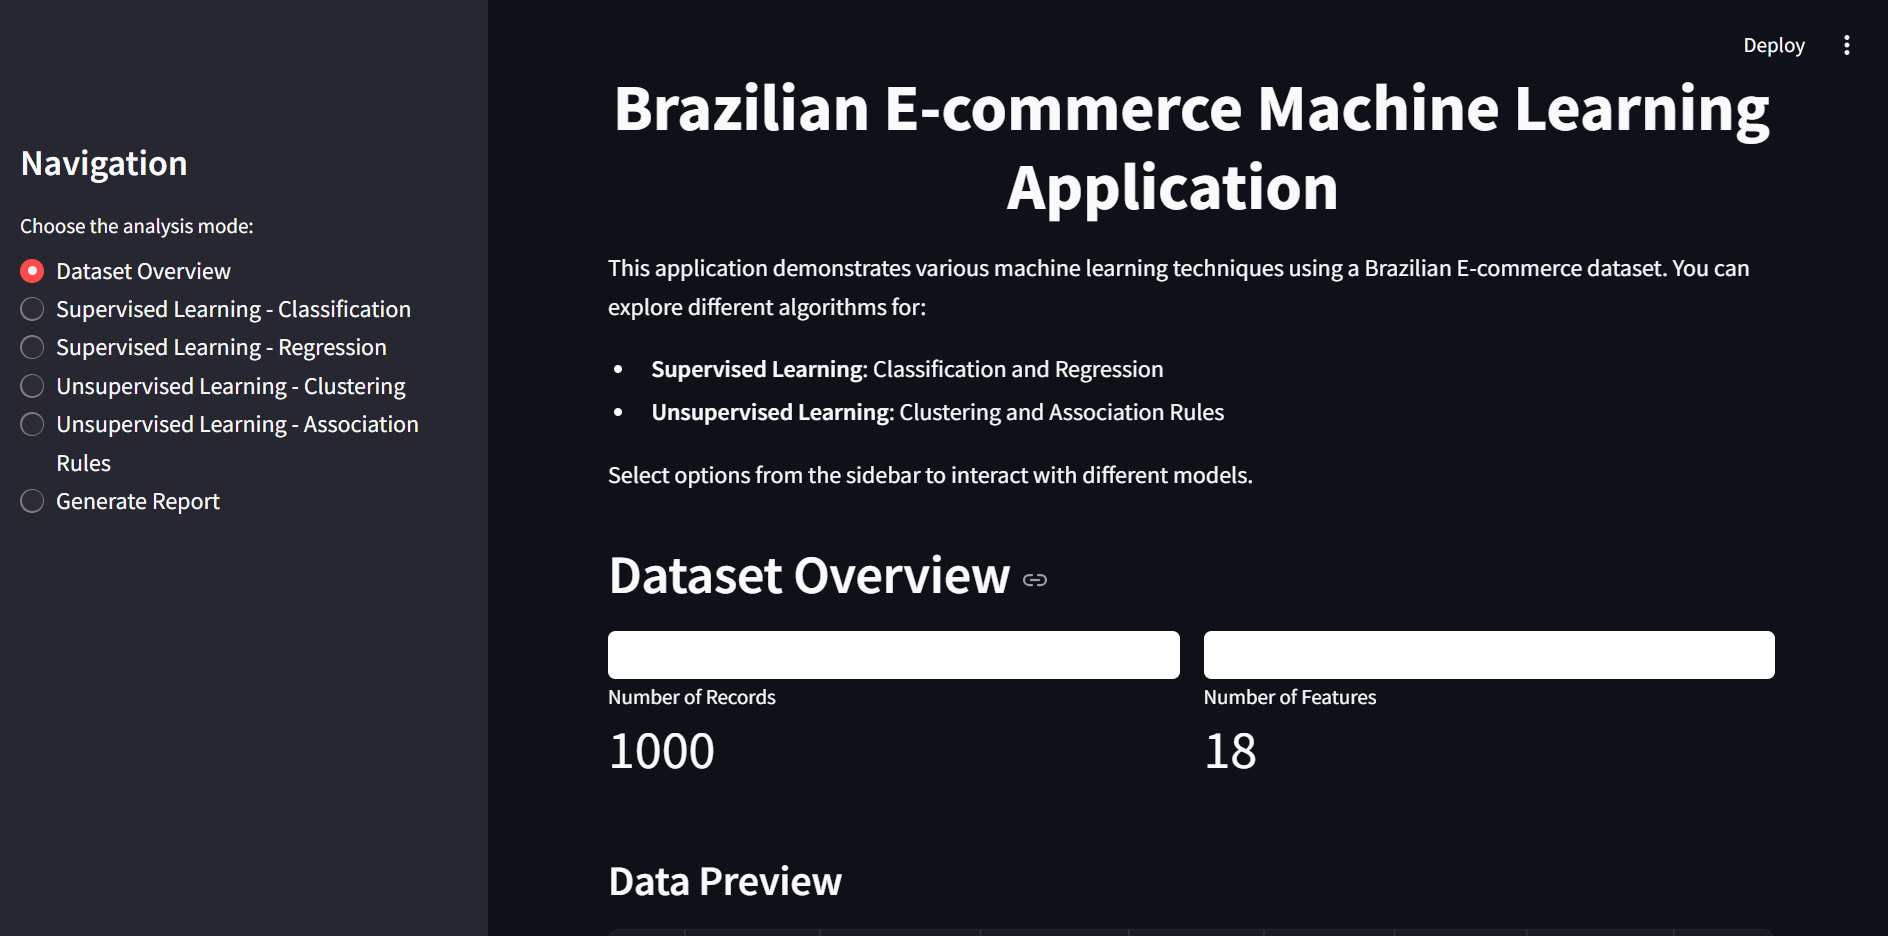 Deploy
Navigation
Choose the analysis mode:
Dataset Overview
Supervised Learning - Classification
Supervised Learning - Regression
Unsupervised Learning - Clustering
Unsupervised Learning - Association
Rules
Generate Report
Brazilian E-commerce Machine Learning
Application
This application demonstrates various machine learning techniques using a Brazilian E-commerce dataset. You can
explore different algorithms for:
• Supervised Learning: Classification and Regression
• Unsupervised Learning: Clustering and Association Rules
Select options from the sidebar to interact with different models.
Dataset Overview
Number of Records
1000
Number of Features
18
Data Preview